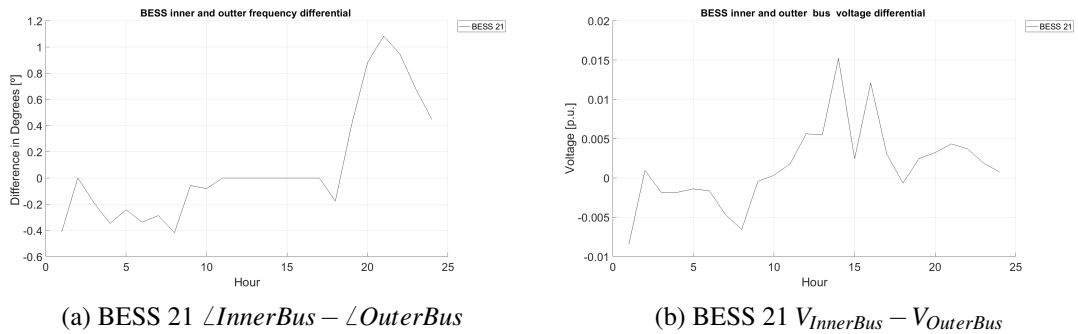 BESS inner and outter frequency differential
BESS 21
1.2
1
0.8
0.6
0.4
0.2
0
-0.2
-0.4
-0.6
Difference in Degrees [º]
0
5
10
15
20
25
Hour
(a) BESS 21 ∠InnerBus − ∠OuterBus
BESS inner and outter bus voltage differential
BESS 21
0.02
0.015
0.01
0.005
0
-0.005
-0.01
Voltage [p.u.]
0
5
10
15
20
25
Hour
(b) BESS 21 V_InnerBus − V_OuterBus